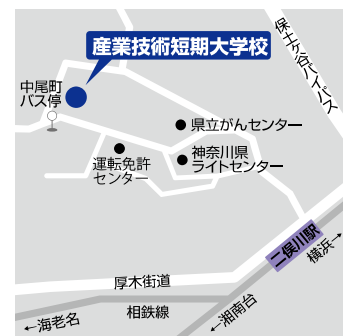 産業技術短期大学校
中尾町
バス停
保土ヶ谷バイパス
県立がんセンター
神奈川県
ライトセンター
運転免許
センター
二俣川駅
横浜→
厚木街道
相鉄線
←海老名
←湘南台